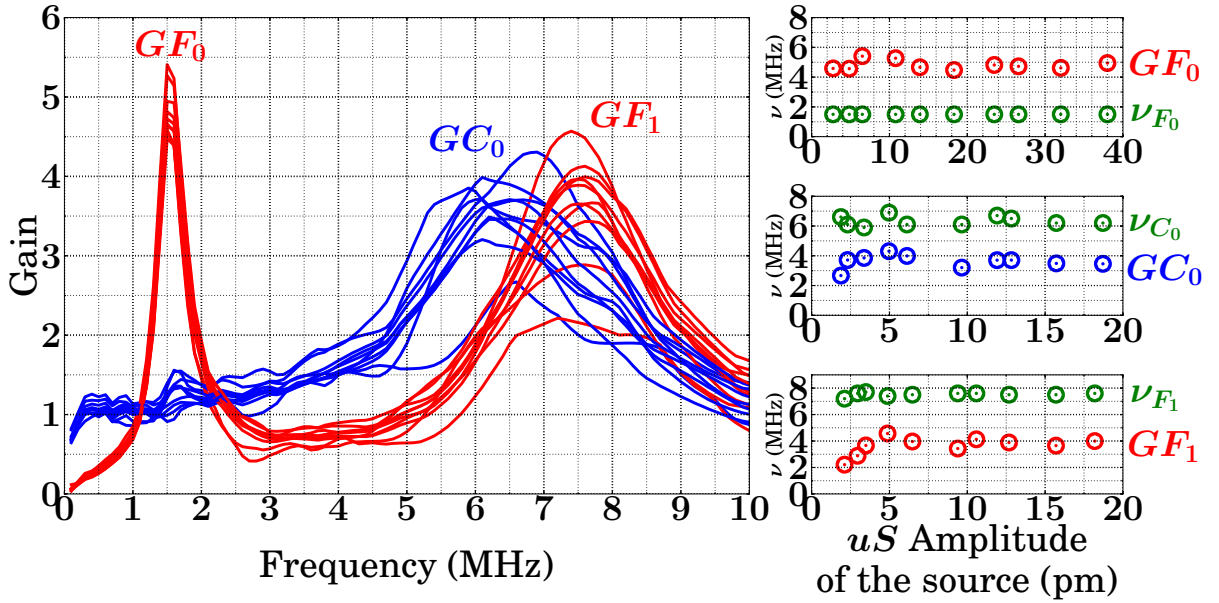 6
5
4
3
2
1
0
Gain
GF₀
GC₀
GF₁
0 1 2 3 4 5 6 7 8 9 10
Frequency (MHz)
8
6
4
2
0
ν (MHz)
GF₀
ν_F₀
0 10 20 30 40
8
6
4
2
0
ν (MHz)
ν_C₀
GC₀
0 5 10 15 20
8
6
4
2
0
ν (MHz)
ν_F₁
GF₁
0 5 10 15 20
uS Amplitude
of the source (pm)